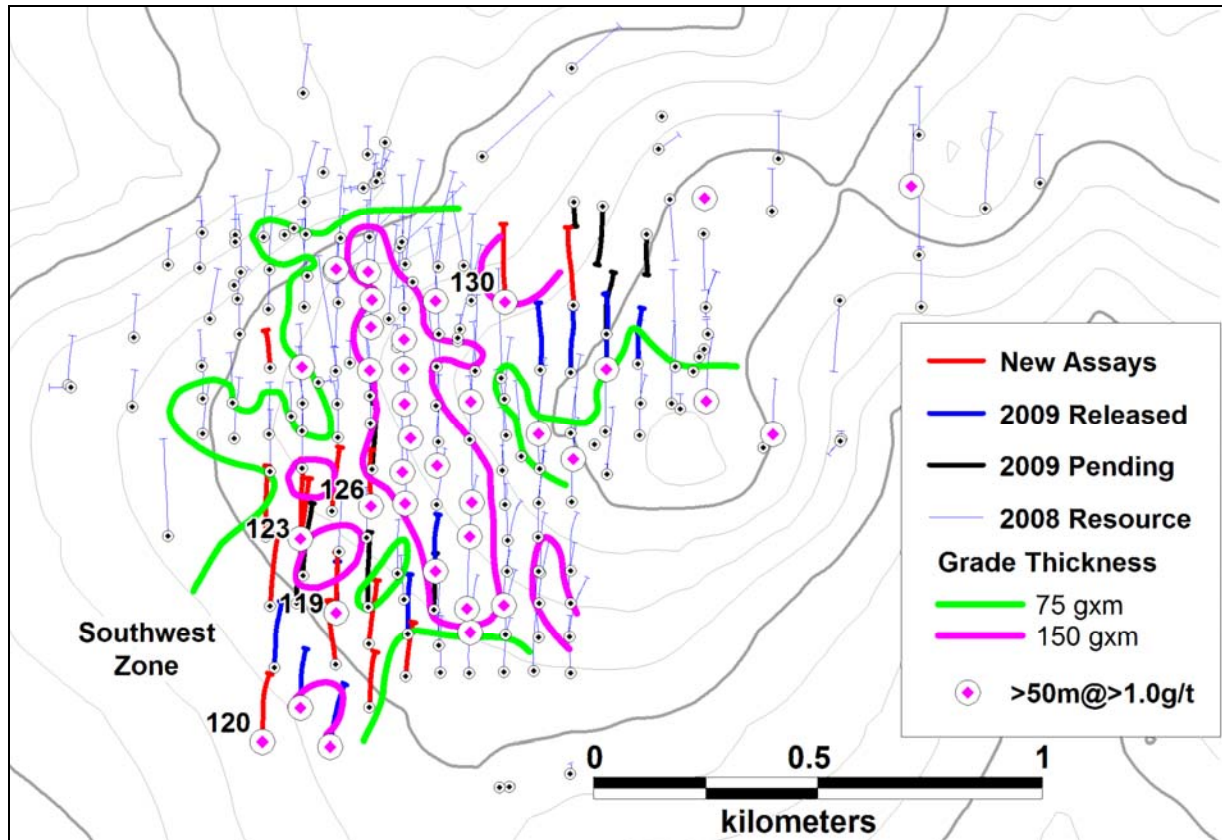 130
126
123
119
Southwest
Zone
120
New Assays
2009 Released
2009 Pending
2008 Resource
Grade Thickness
75 gxm
150 gxm
>50m@>1.0g/t
0 0.5 1
kilometers